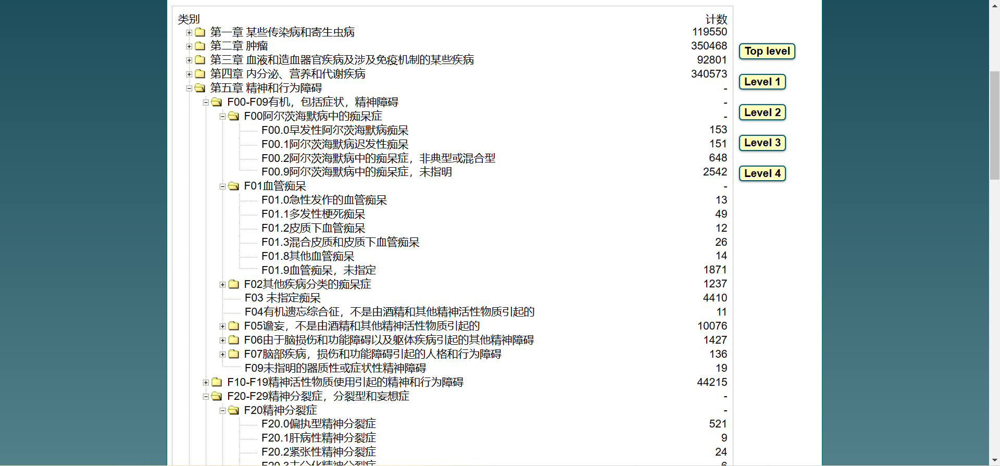 类别 计数
第一章 某些传染病和寄生虫病 119550
第二章 肿瘤 350468
第三章 血液和造血器官疾病及涉及免疫机制的某些疾病 92801
第四章 内分泌、营养和代谢疾病 340573
第五章 精神和行为障碍 -
F00-F09有机，包括症状，精神障碍 -
F00阿尔茨海默病中的痴呆症 -
F00.0早发性阿尔茨海默病痴呆 153
F00.1阿尔茨海默病迟发性痴呆 151
F00.2阿尔茨海默病中的痴呆症，非典型或混合型 648
F00.9阿尔茨海默病中的痴呆症，未指明 2542
F01血管痴呆 -
F01.0急性发作的血管痴呆 13
F01.1多发性梗死痴呆 49
F01.2皮质下血管痴呆 12
F01.3混合皮质和皮质下血管痴呆 26
F01.8其他血管痴呆 14
F01.9血管痴呆，未指定 1871
F02其他疾病分类的痴呆症 1237
F03 未指定痴呆 4410
F04有机遗忘综合征，不是由酒精和其他精神活性物质引起的 11
F05谵妄，不是由酒精和其他精神活性物质引起的 10076
F06由于脑损伤和功能障碍以及躯体疾病引起的其他精神障碍 1427
F07脑部疾病，损伤和功能障碍引起的人格和行为障碍 136
F09未指明的器质性或症状性精神障碍 19
F10-F19精神活性物质使用引起的精神和行为障碍 44215
F20-F29精神分裂症，分裂型和妄想症 -
F20精神分裂症 -
F20.0偏执型精神分裂症 521
F20.1肝病性精神分裂症 9
F20.2紧张性精神分裂症 24
F20.3未分化精神分裂症 6
Top level
Level 1
Level 2
Level 3
Level 4